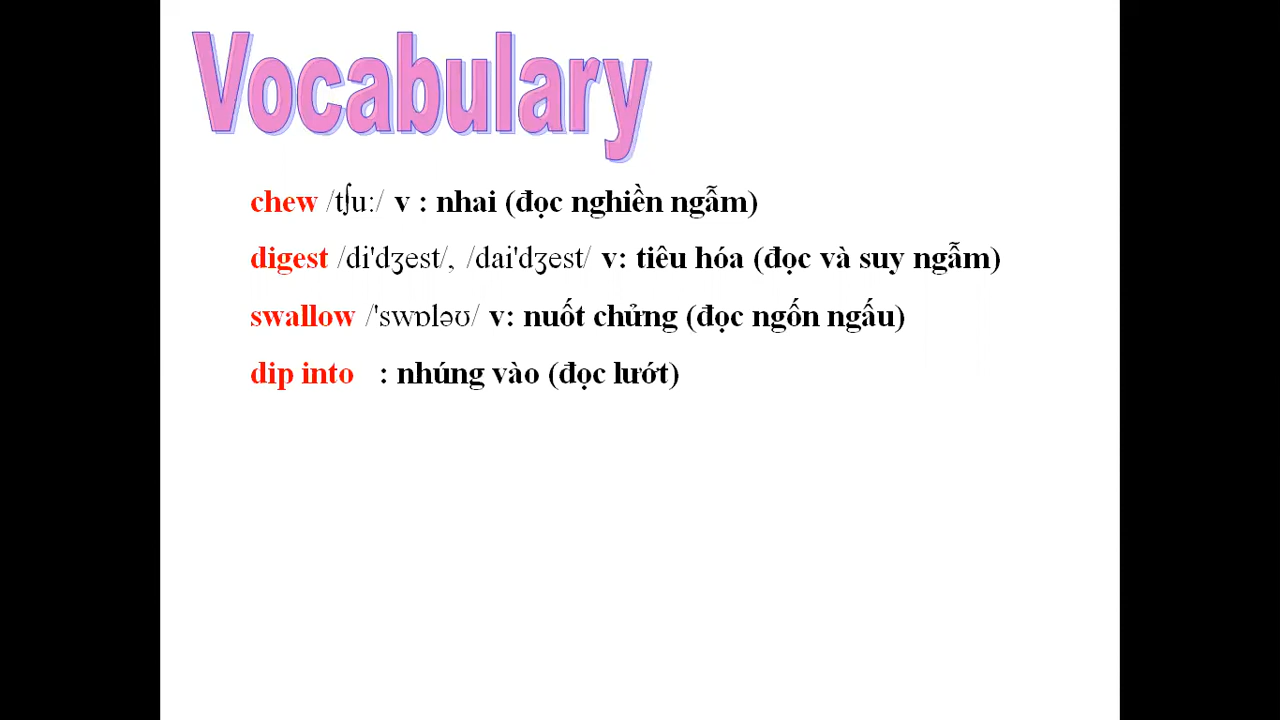 Vocabulary
chew /tʃu:/ v : nhai (đọc nghiền ngẫm)
digest /di'dʒest/, /dai'dʒest/ v: tiêu hóa (đọc và suy ngẫm)
swallow /'swɒləʊ/ v: nuốt chửng (đọc ngốn ngấu)
dip into : nhúng vào (đọc lướt)